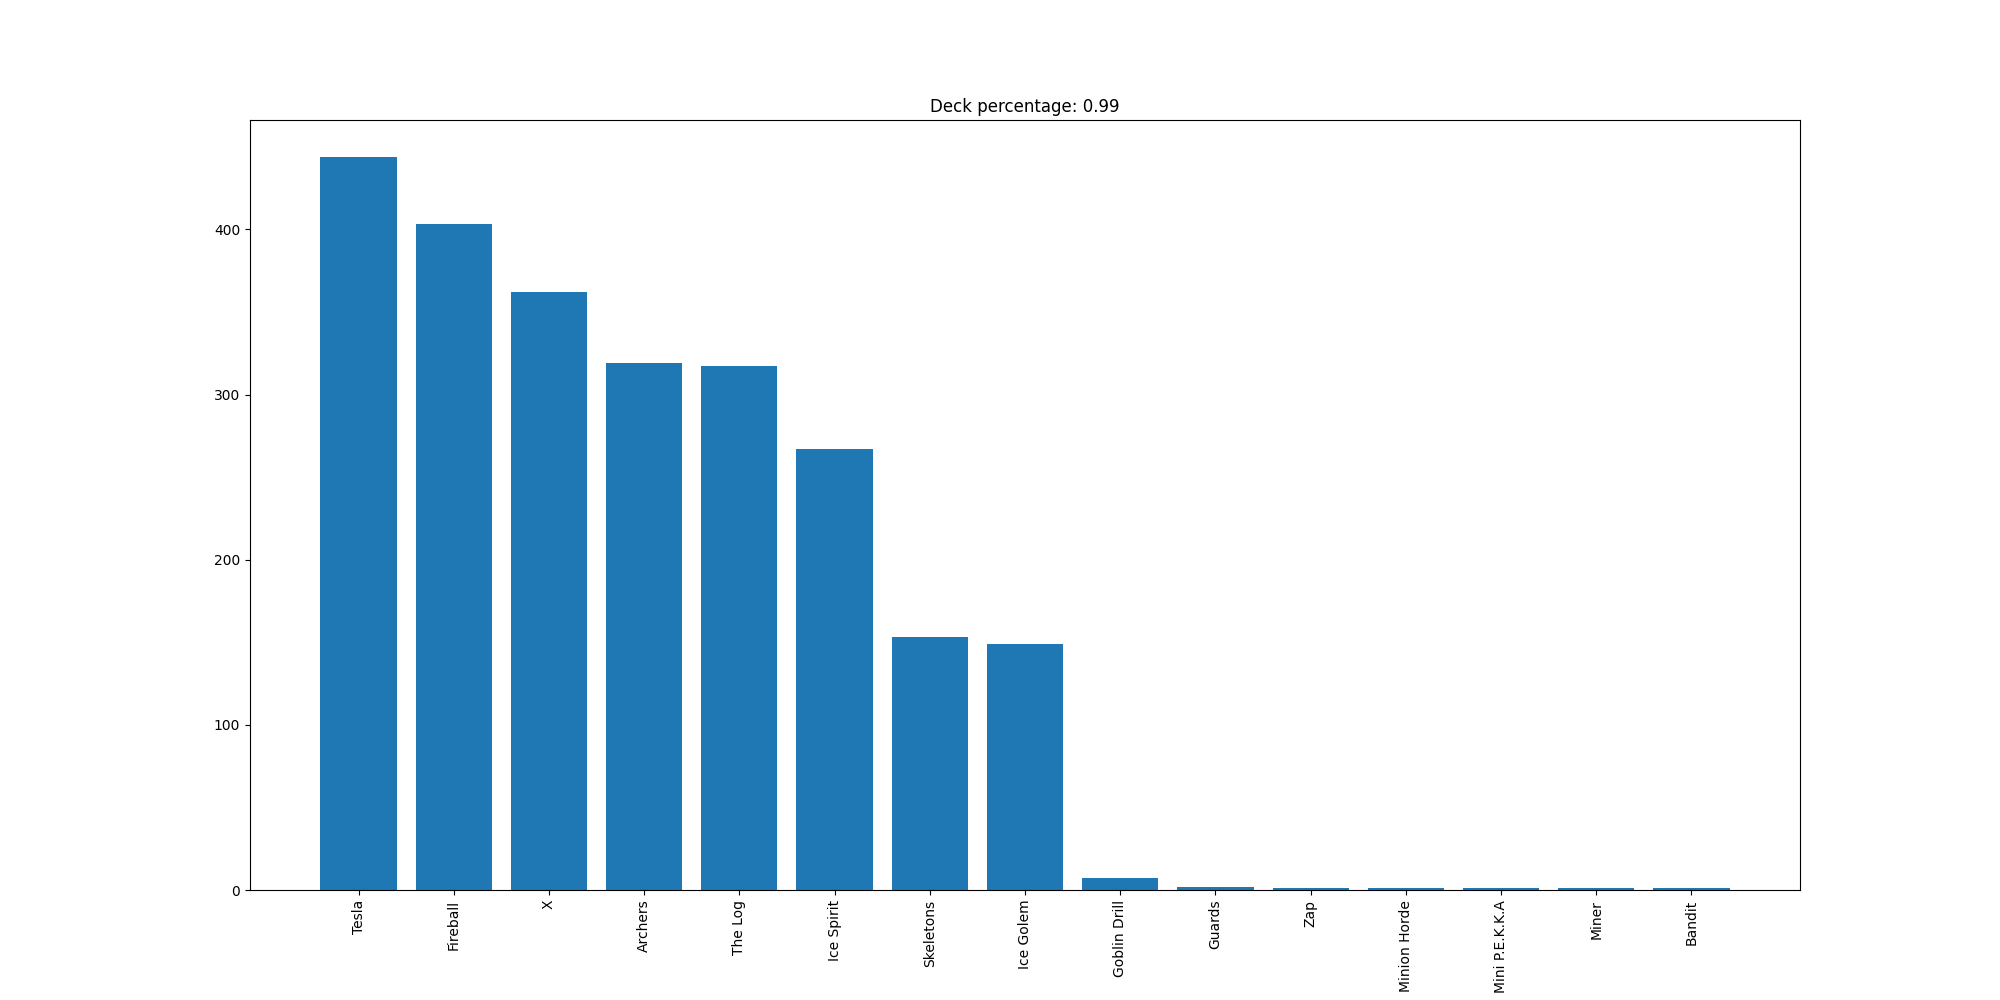 Deck percentage: 0.99
400
300
200
100
0
Tesla
Fireball
X
Archers
The Log
Ice Spirit
Skeletons
Ice Golem
Goblin Drill
Guards
Zap
Minion Horde
Mini P.E.K.K.A
Miner
Bandit